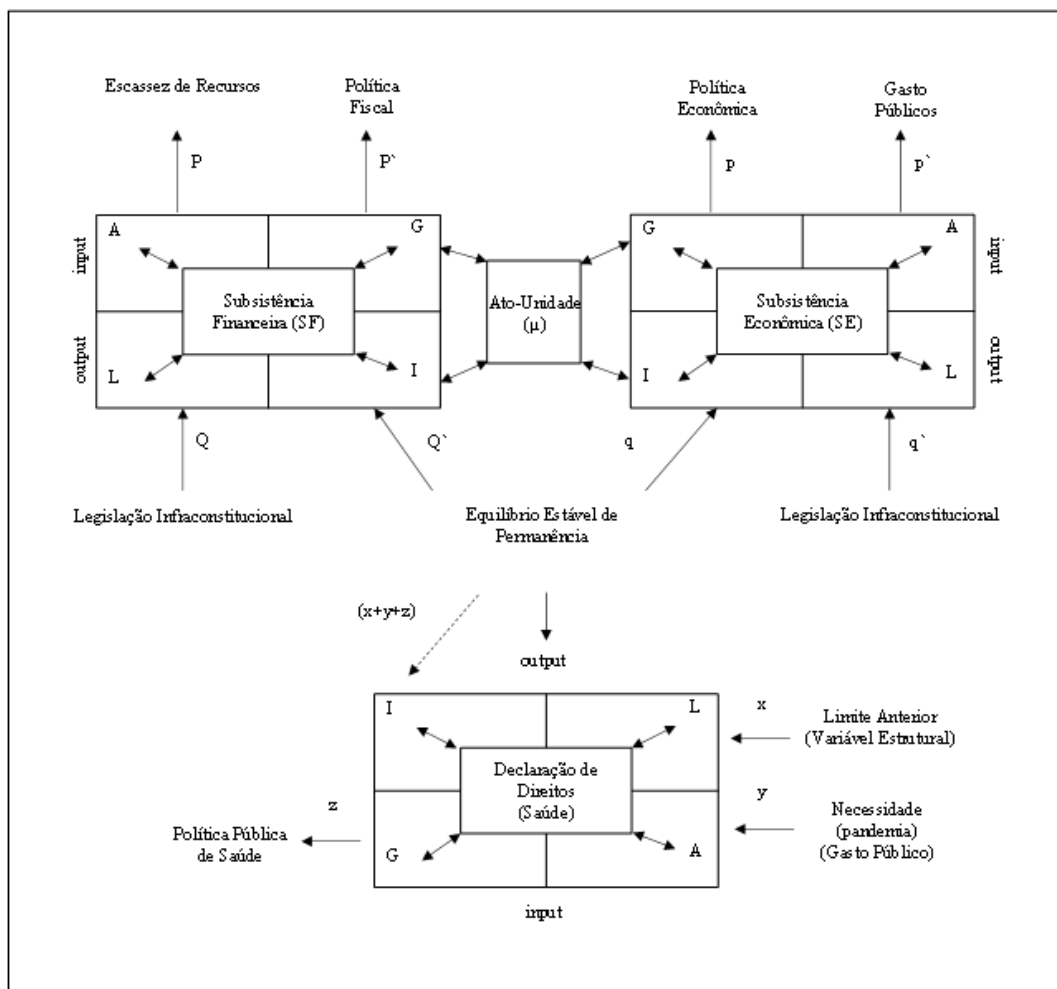 Escassez de Recursos
Política
Fiscal
Política
Econômica
Gasto
Públicos
P
P`
p
p`
A
G
G
A
input
input
Subsistência
Financeira (SF)
Ato-Unidade
(μ)
Subsistência
Econômica (SE)
output
output
L
I
I
L
Q
Q`
q
q`
Legislação Infraconstitucional
Equilíbrio Estável de
Permanência
Legislação Infraconstitucional
(x+y+z)
output
I
L
x
Limite Anterior
(Variável Estrutural)
Declaração de
Direitos
(Saúde)
z
y
Política Pública
de Saúde
Necessidade
(pandemia)
(Gasto Público)
G
A
input